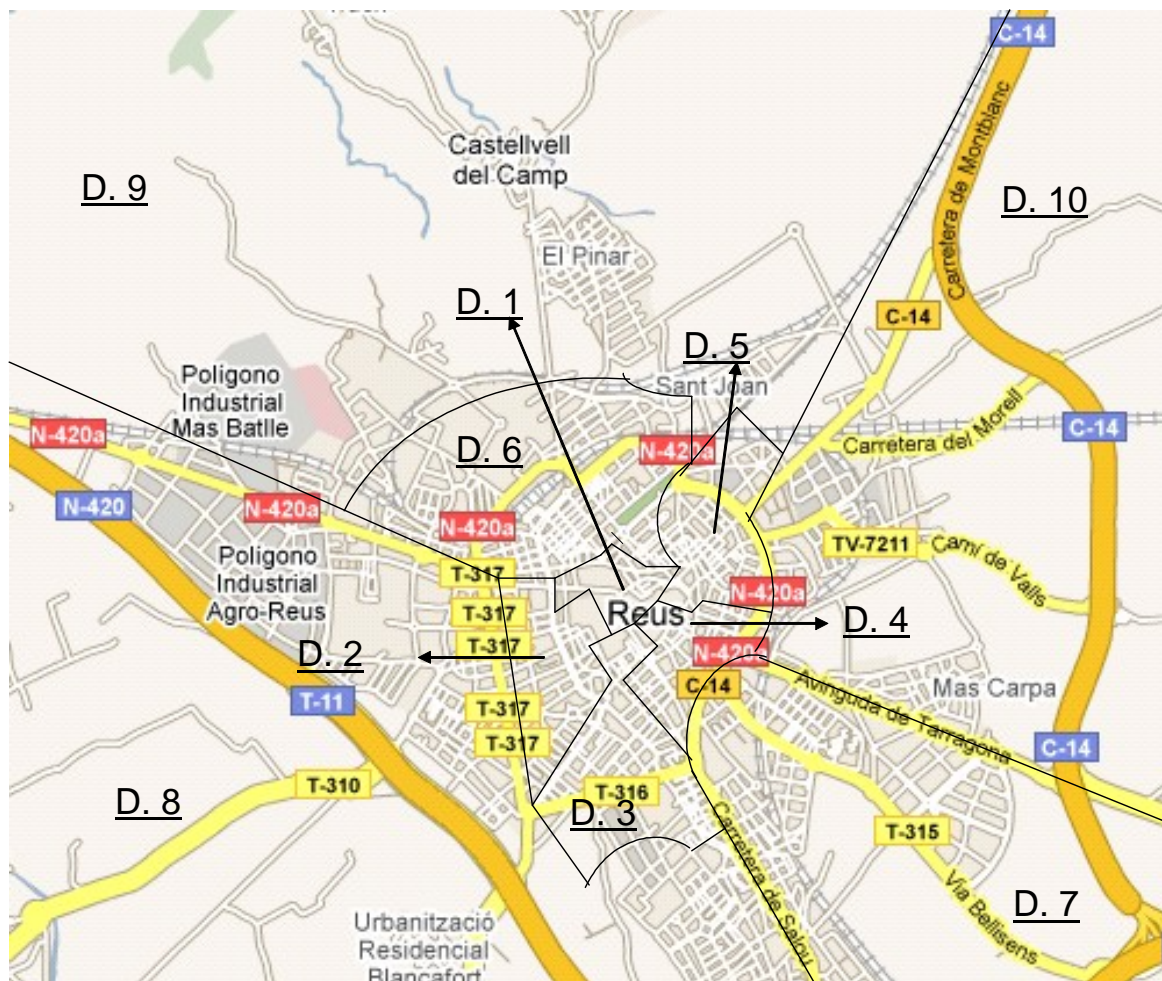 C-14
Castellvell
del Camp
Carretera de Montblanc
D. 9
D. 10
El Pinar
D. 1
C-14
D. 5
Sant Joan
Polígono
Industrial
Mas Batlle
Carretera del Morell
C-14
N-420a
D. 6
N-420a
N-420
N-420a
N-420a
TV-7211
Camí de Valls
Polígono
Industrial
Agro-Reus
T-317
N-420a
T-317
Reus
D. 4
T-317
D. 2
N-420a
C-14
Mas Carpa
Avinguda de Tarragona
T-11
T-317
T-317
C-14
T-310
T-316
D. 8
D. 3
T-315
Carretera de Salou
Via Bellisens
D. 7
Urbanització
Residencial
Blancafort